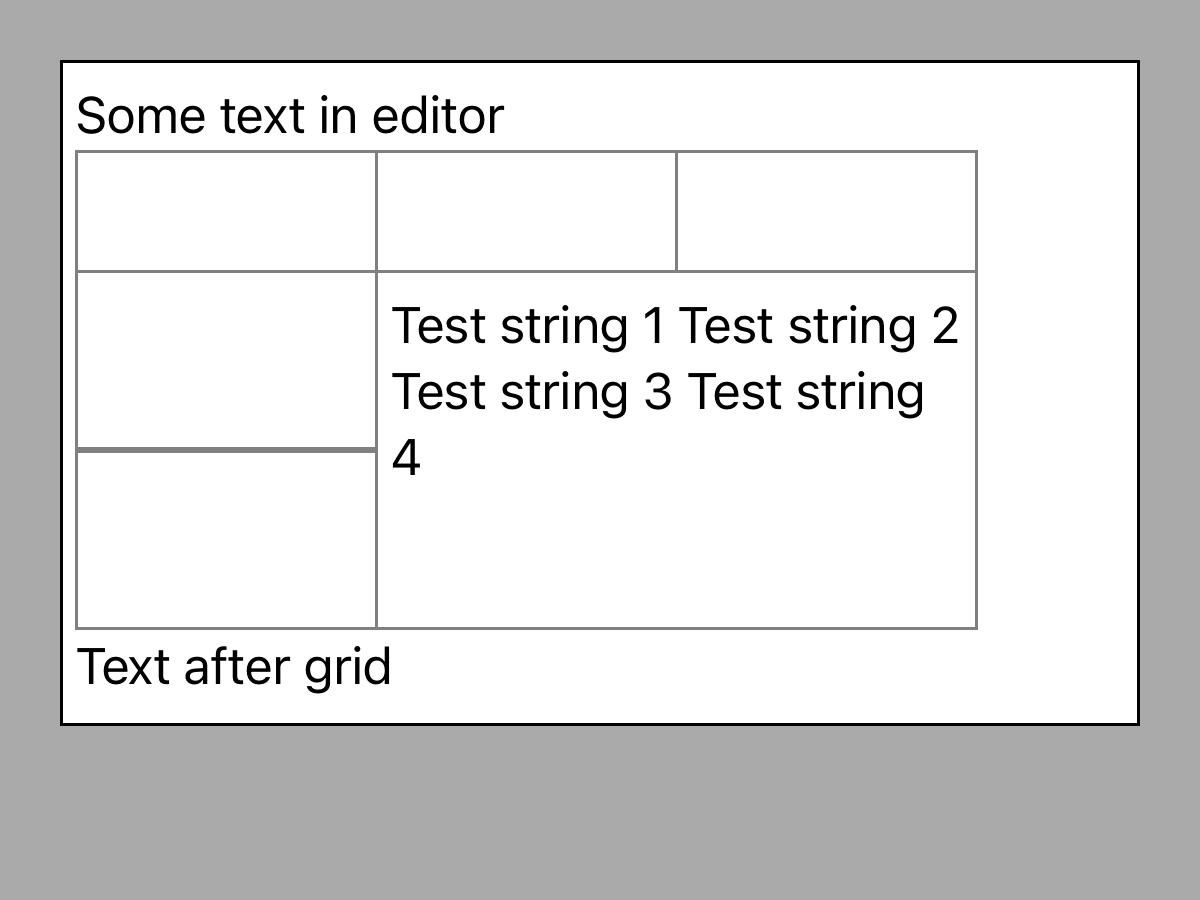 Some text in editor
Test string 1 Test string 2
Test string 3 Test string
4
Text after grid